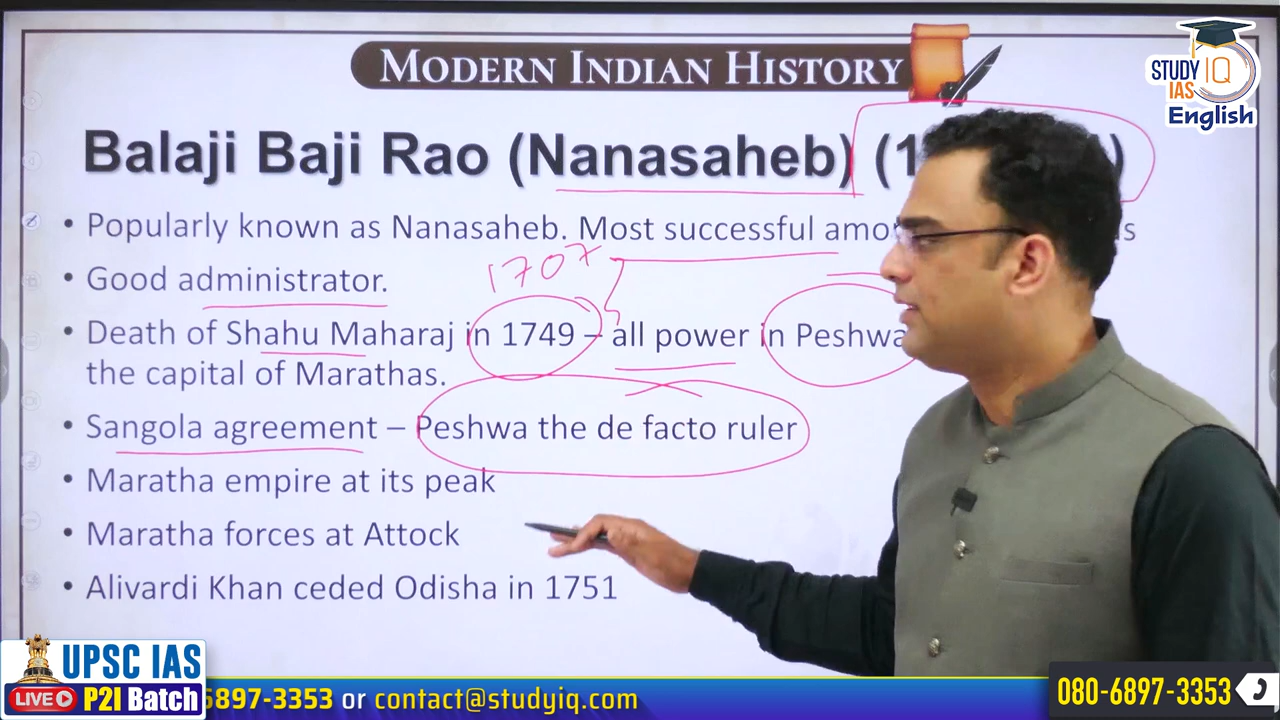 MODERN INDIAN HISTORY
STUDY IQ
IAS
English
Balaji Baji Rao (Nanasaheb) (1
• Popularly known as Nanasaheb. Most successful
• Good administrator.
1707
• Death of Shahu Maharaj in 1749 – all power in Peshwa
the capital of Marathas.
• Sangola agreement – Peshwa the de facto ruler
• Maratha empire at its peak
• Maratha forces at Attock
• Alivardi Khan ceded Odisha in 1751
UPSC IAS
LIVE P2I Batch
6897-3353 or contact@studyiq.com
080-6897-3353